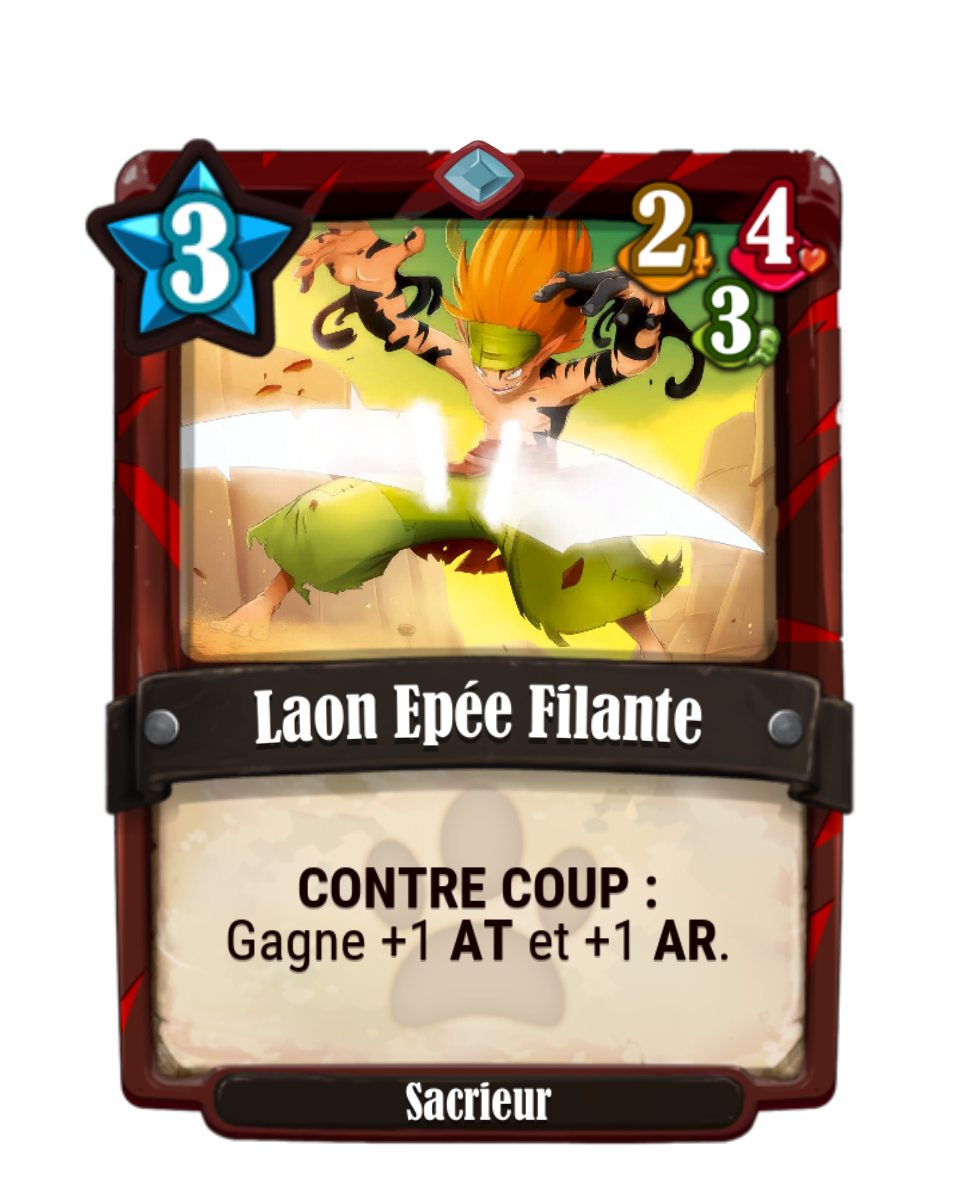 3
2
4
3
Laon Epée Filante
CONTRE COUP :
Gagne +1 AT et +1 AR.
Sacrieur